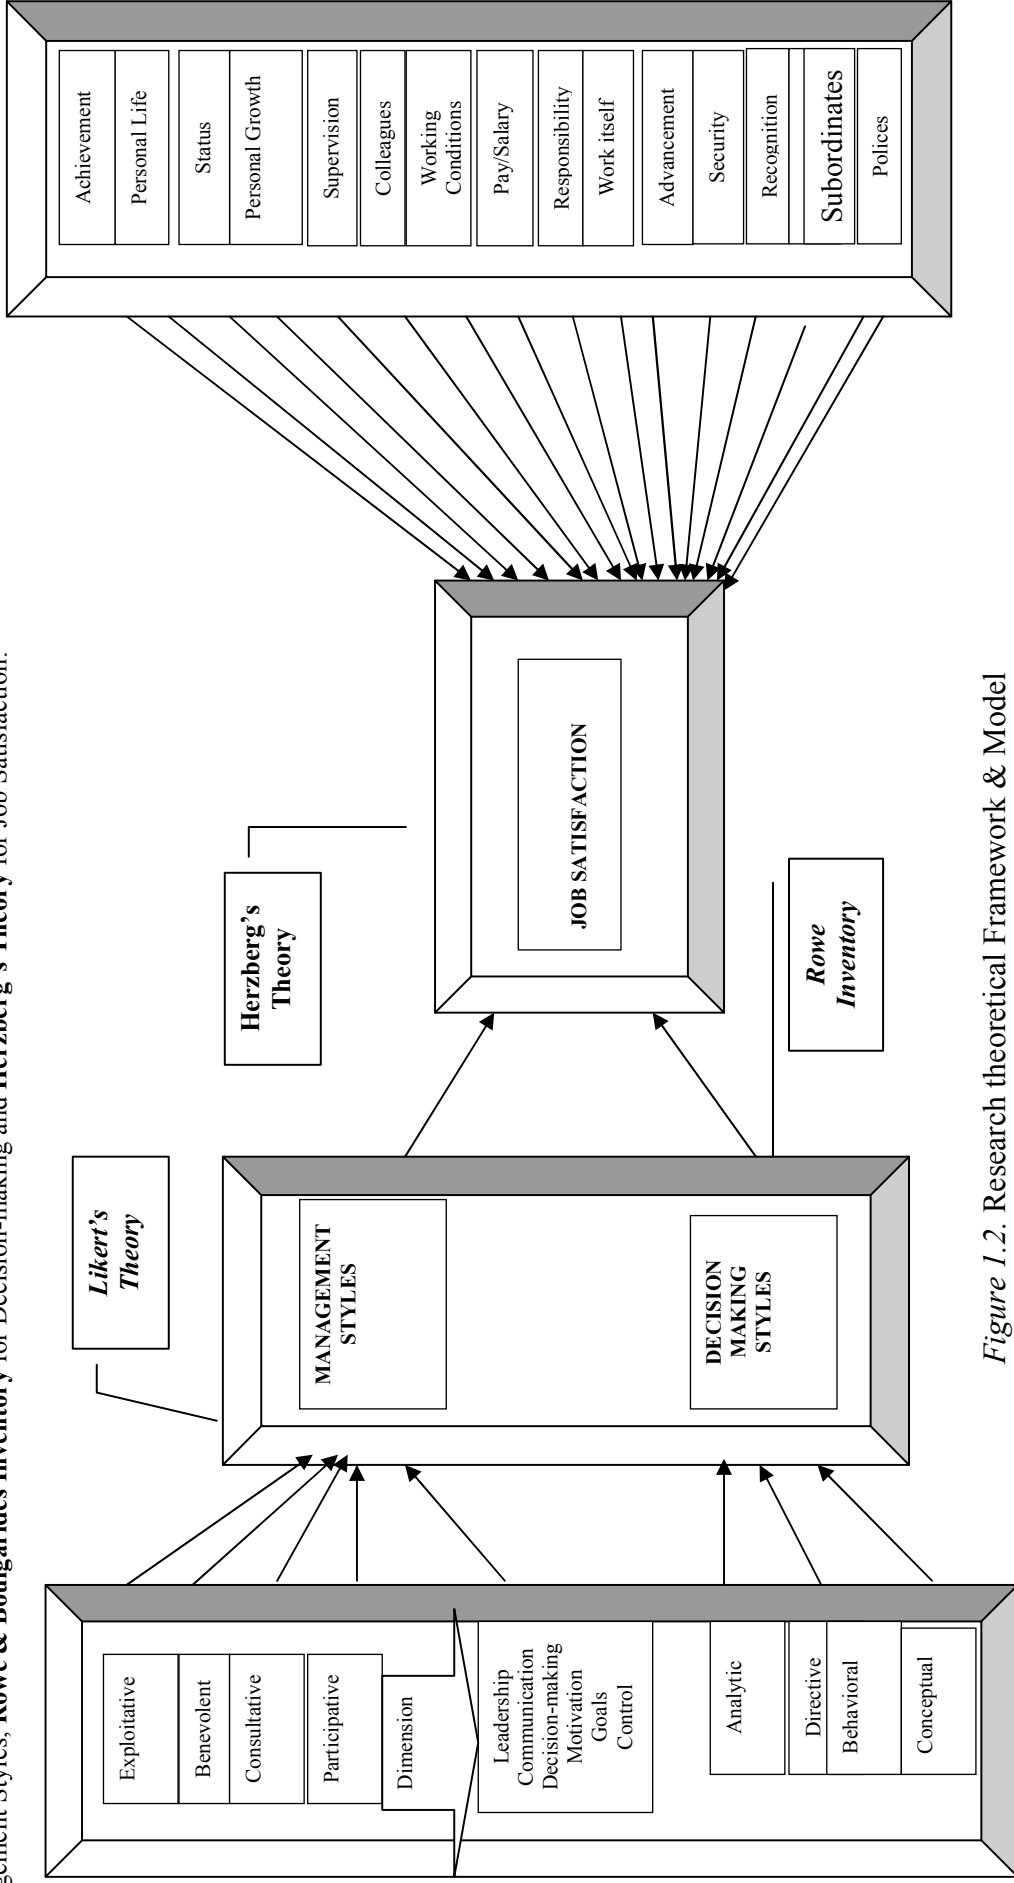 gement Styles, Rowe & Boulgarides Inventory for Decision-making and Herzberg's Theory for Job Satisfaction.
Exploitative
Benevolent
Consultative
Participative
Dimension
Leadership
Communication
Decision-making
Motivation
Goals
Control
Analytic
Directive
Behavioral
Conceptual
Likert's
Theory
MANAGEMENT
STYLES
DECISION
MAKING
STYLES
Herzberg's
Theory
JOB SATISFACTION
Rowe
Inventory
Achievement
Personal Life
Status
Personal Growth
Supervision
Colleagues
Working
Conditions
Pay/Salary
Responsibility
Work itself
Advancement
Security
Recognition
Subordinates
Polices
Figure 1.2. Research theoretical Framework & Model